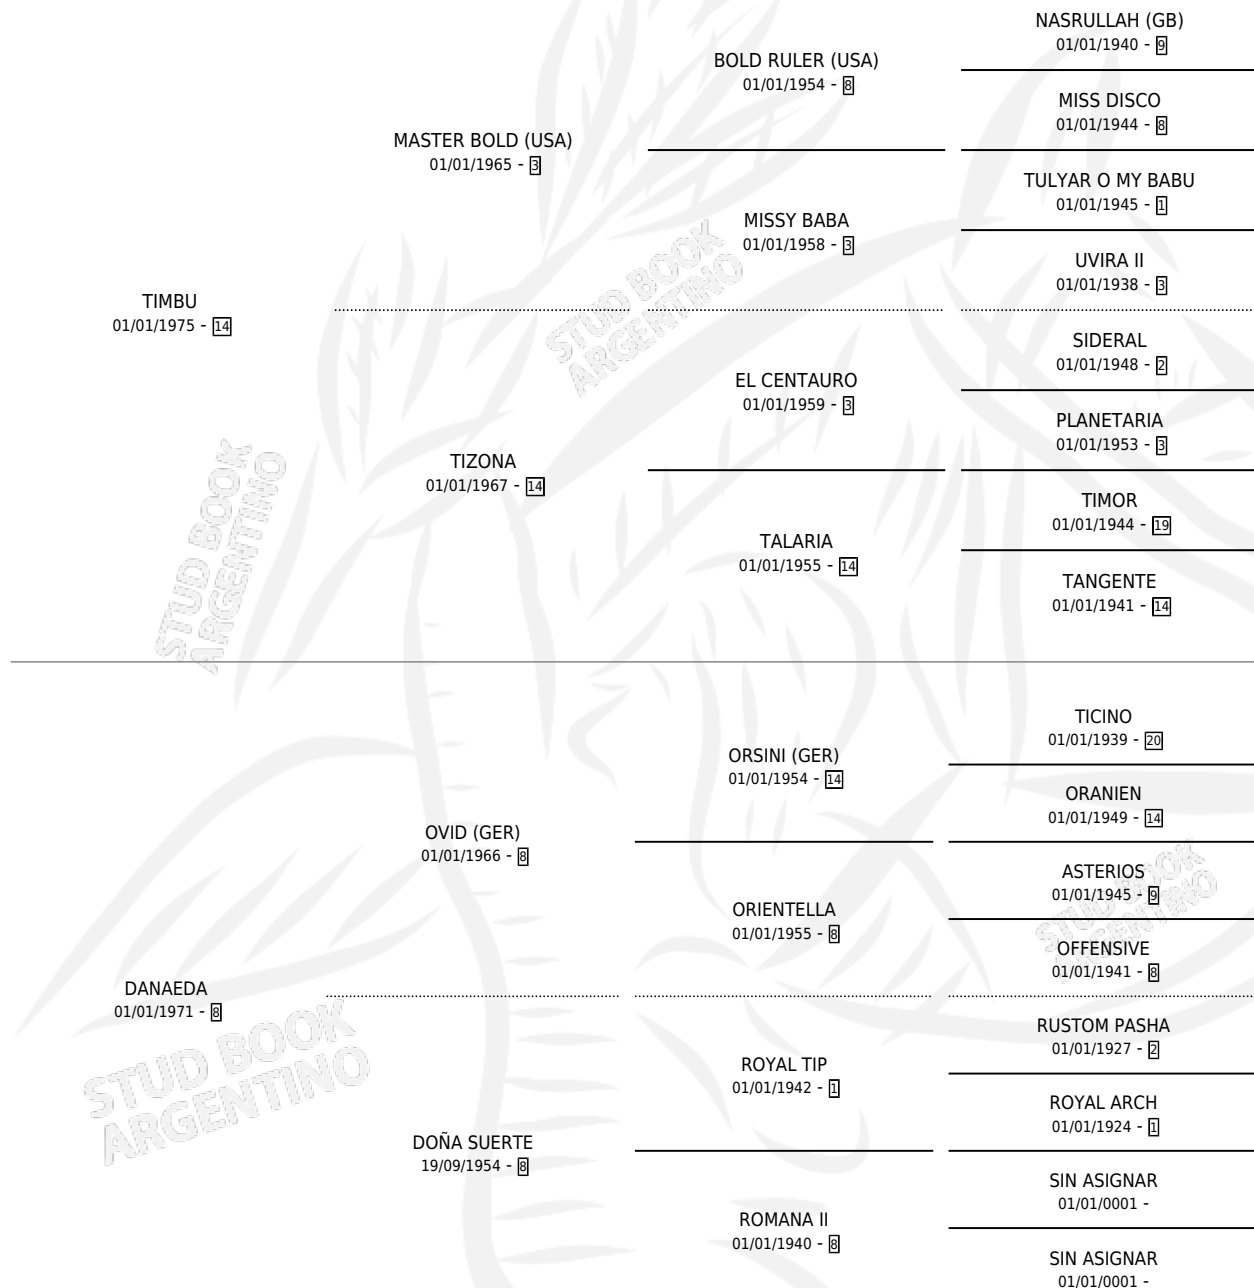 NASRULLAH (GB)
01/01/1940 - 9
BOLD RULER (USA)
01/01/1954 - 8
MISS DISCO
01/01/1944 - 8
MASTER BOLD (USA)
01/01/1965 - 3
TULYAR O MY BABU
01/01/1945 - 1
MISSY BABA
01/01/1958 - 3
UVIRA II
01/01/1938 - 3
TIMBU
01/01/1975 - 14
SIDERAL
01/01/1948 - 2
EL CENTAURO
01/01/1959 - 3
PLANETARIA
01/01/1953 - 3
TIZONA
01/01/1967 - 14
TIMOR
01/01/1944 - 19
TALARIA
01/01/1955 - 14
TANGENTE
01/01/1941 - 14
TICINO
01/01/1939 - 20
ORSINI (GER)
01/01/1954 - 14
ORANIEN
01/01/1949 - 14
OVID (GER)
01/01/1966 - 8
ASTERIOS
01/01/1945 - 9
ORIENTELLA
01/01/1955 - 8
OFFENSIVE
01/01/1941 - 8
DANAEDA
01/01/1971 - 8
RUSTOM PASHA
01/01/1927 - 2
ROYAL TIP
01/01/1942 - 1
ROYAL ARCH
01/01/1924 - 1
DOÑA SUERTE
19/09/1954 - 8
SIN ASIGNAR
01/01/0001 -
ROMANA II
01/01/1940 - 8
SIN ASIGNAR
01/01/0001 -
STUD BOOK
ARGENTINO
STUD BOOK
ARGENTINO
STUD BOOK
ARGENTINO
STUD BOOK
ARGENTINO